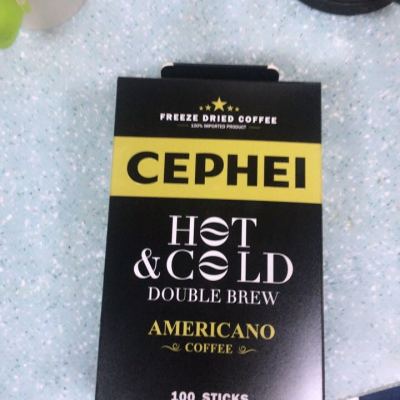 FREEZE DRIED COFFEE
100% IMPORTED PRODUCT
CEPHEI
HOT
& COLD
DOUBLE BREW
AMERICANO
COFFEE
100 STICKS